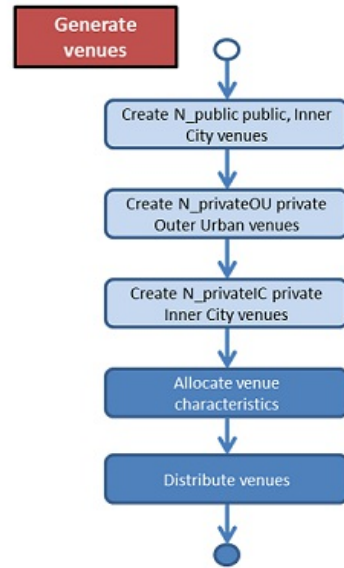 Generate
venues
Create N_public public, Inner
City venues
Create N_privateOU private
Outer Urban venues
Create N_privateIC private
Inner City venues
Allocate venue
characteristics
Distribute venues